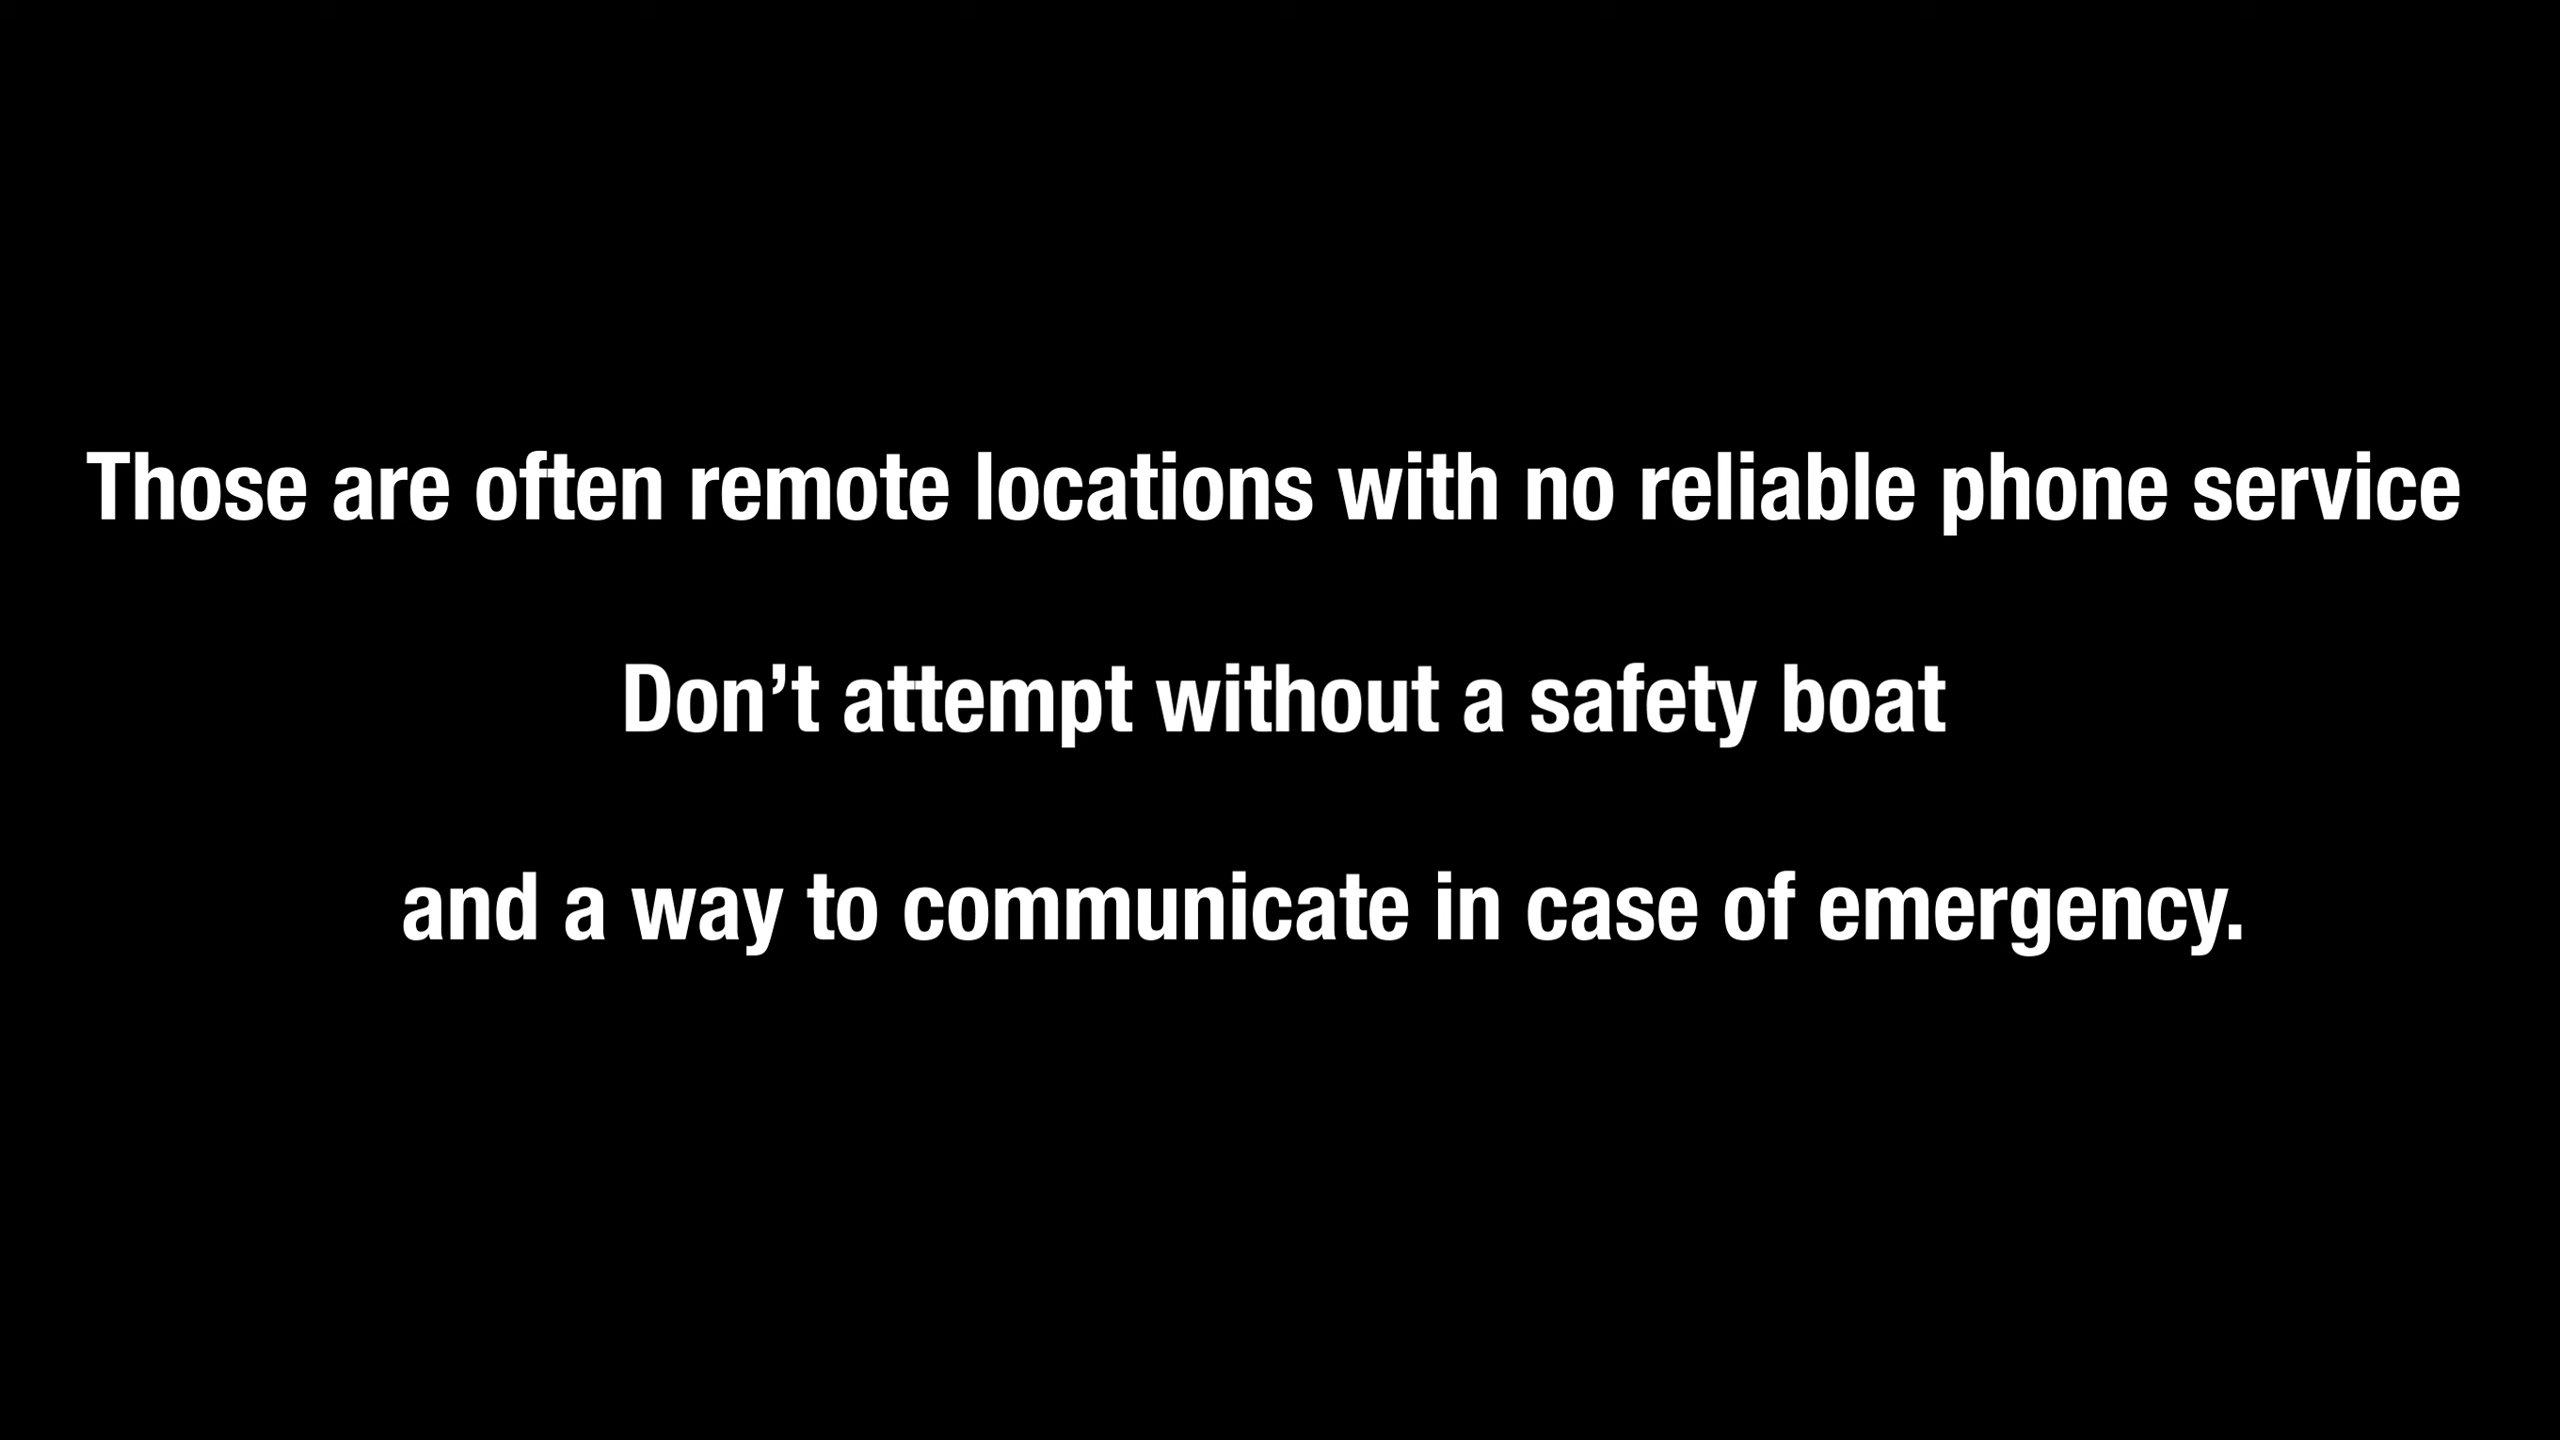 Those are often remote locations with no reliable phone service
Don’t attempt without a safety boat
and a way to communicate in case of emergency.